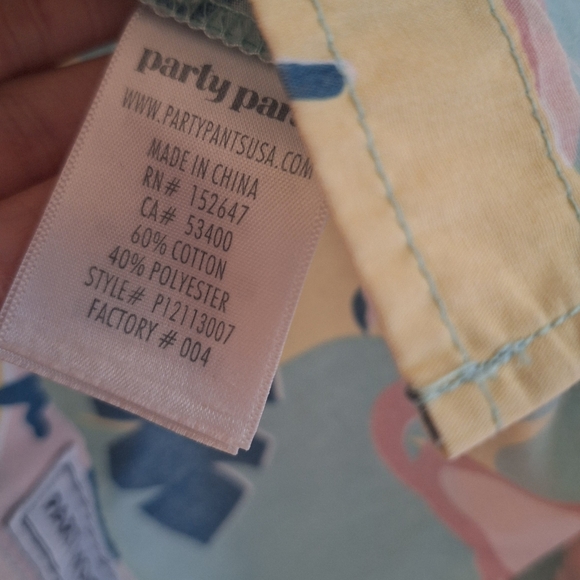 party
WWW.PARTYPANTSUSA.COM
MADE IN CHINA
RN# 152647
CA# 53400
60% COTTON
40% POLYESTER
STYLE# P12113007
FACTORY # 004